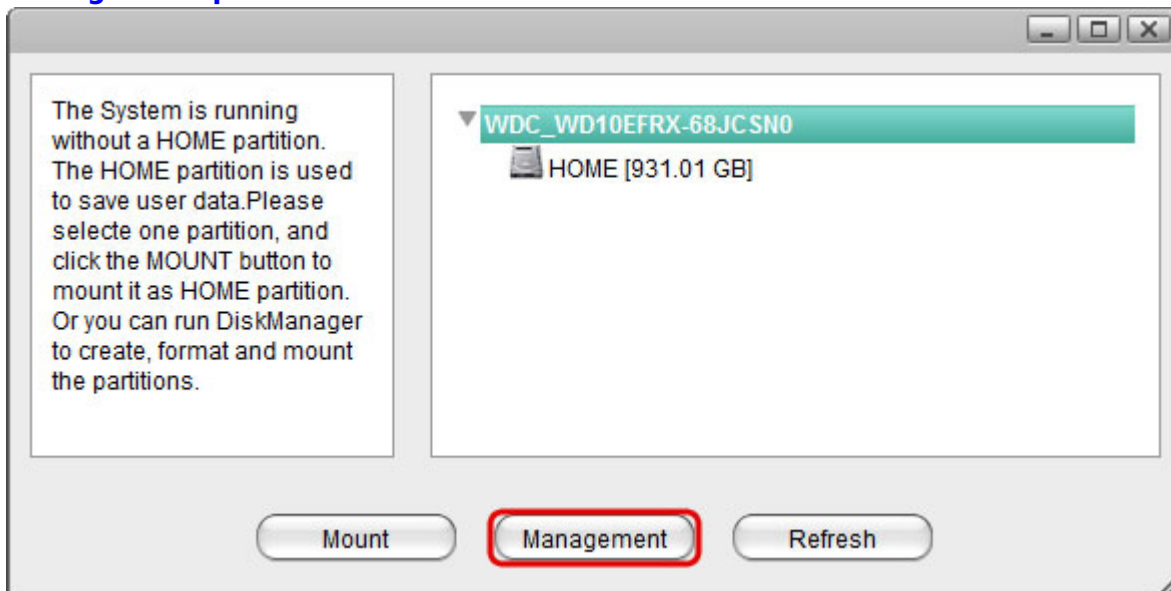 The System is running
without a HOME partition.
The HOME partition is used
to save user data.Please
selecte one partition, and
click the MOUNT button to
mount it as HOME partition.
Or you can run DiskManager
to create, format and mount
the partitions.
WDC_WD10EFRX-68JCSN0
HOME [931.01 GB]
Mount
Management
Refresh